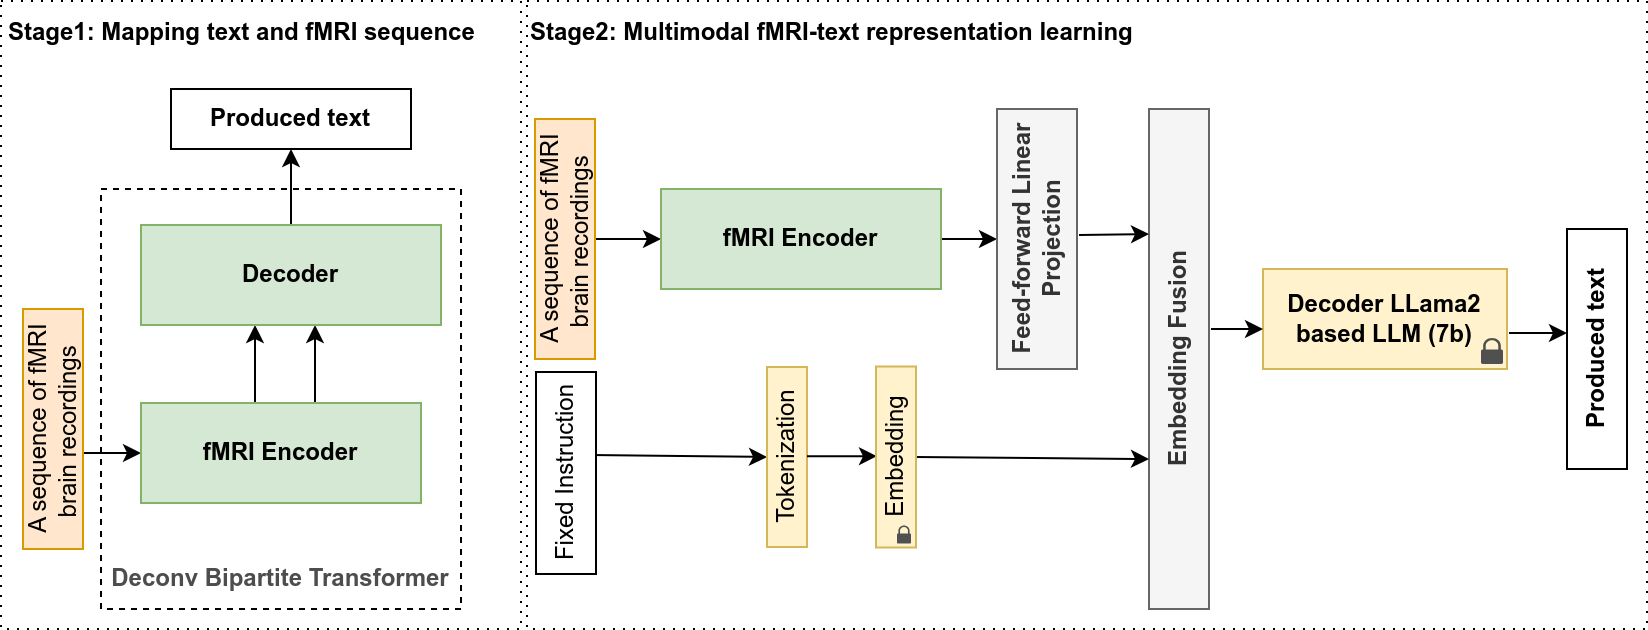 Stage1: Mapping text and fMRI sequence
Produced text
Decoder
A sequence of fMRI
brain recordings
fMRI Encoder
Deconv Bipartite Transformer
Stage2: Multimodal fMRI-text representation learning
A sequence of fMRI
brain recordings
fMRI Encoder
Feed-forward Linear
Projection
Fixed Instruction
Tokenization
Embedding
Embedding Fusion
Decoder LLama2
based LLM (7b)
Produced text